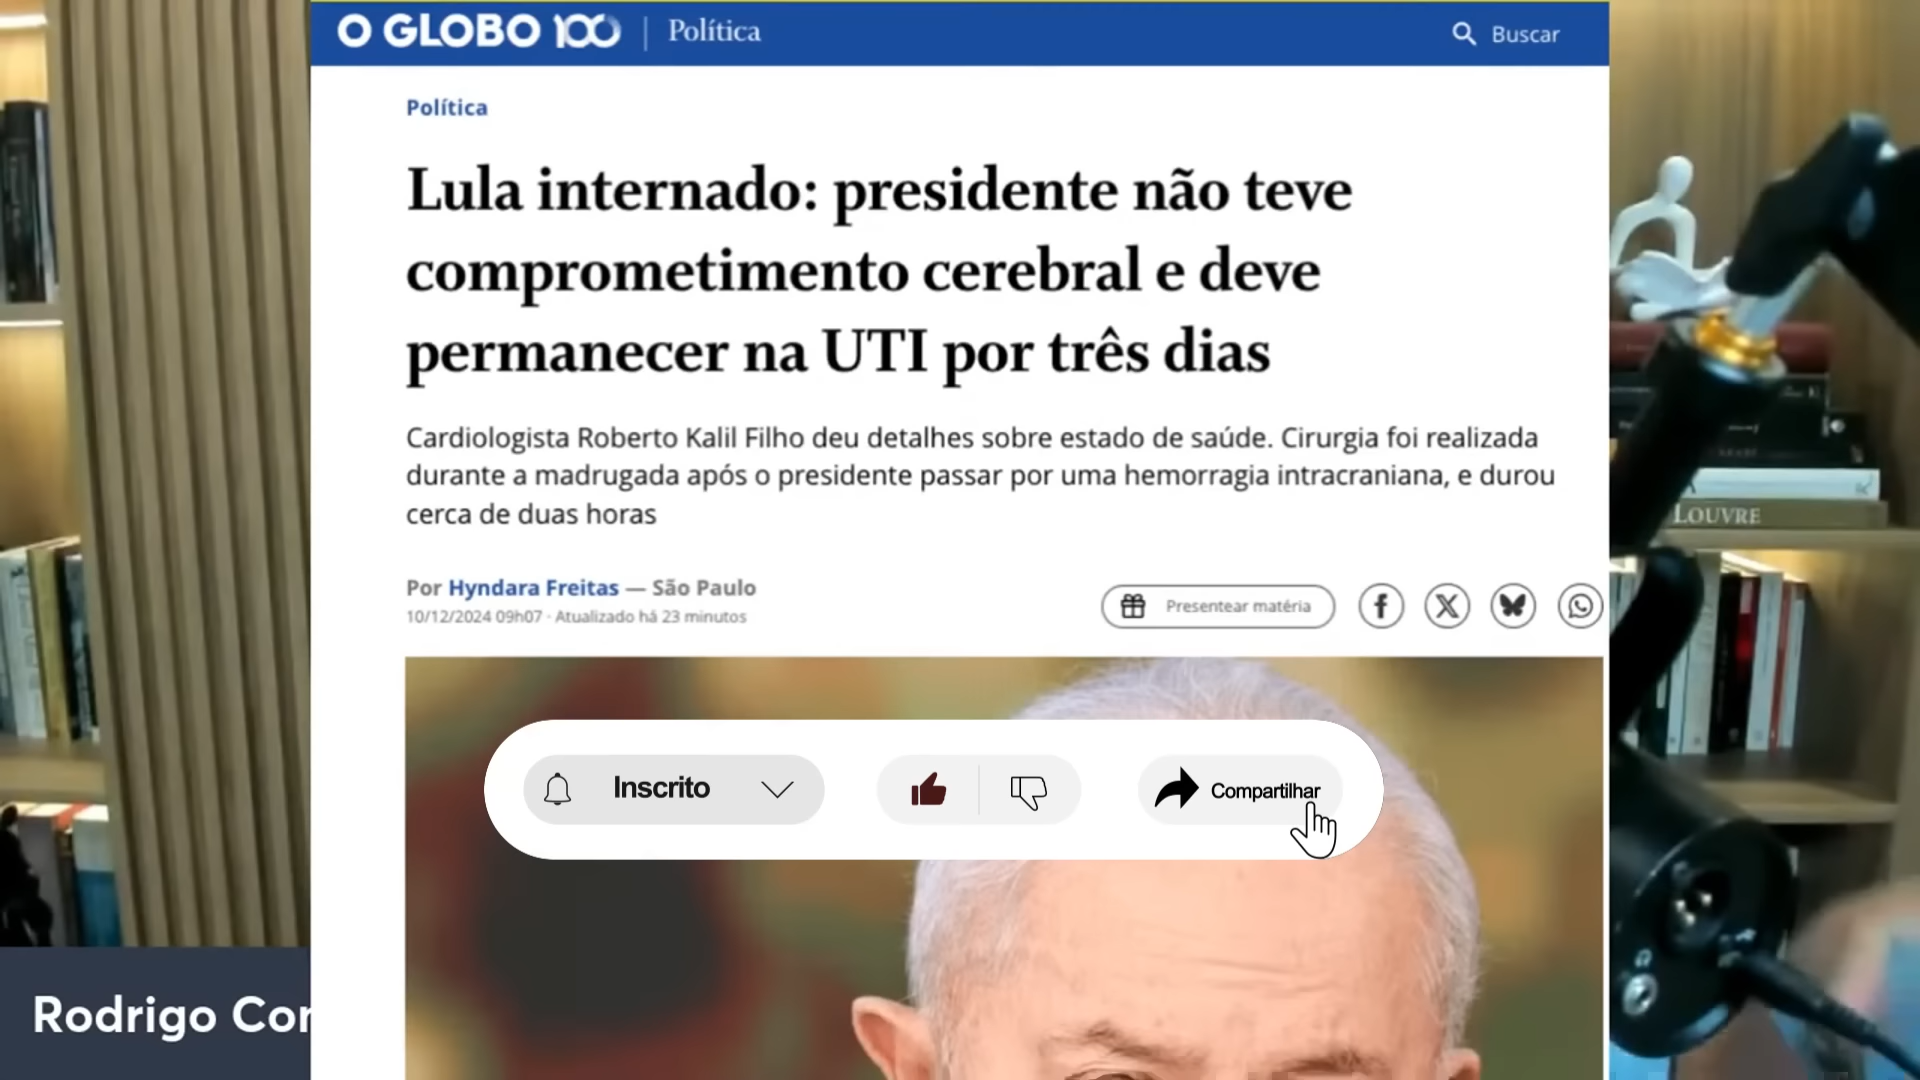 O GLOBO 100 | Política
Buscar
Política
Lula internado: presidente não teve
comprometimento cerebral e deve
permanecer na UTI por três dias
Cardiologista Roberto Kalil Filho deu detalhes sobre estado de saúde. Cirurgia foi realizada
durante a madrugada após o presidente passar por uma hemorragia intracraniana, e durou
cerca de duas horas
Por Hyndara Freitas — São Paulo
10/12/2024 09h07 · Atualizado há 23 minutos
Presentear matéria
Inscrito
Compartilhar
LOUVRE
Rodrigo Cor